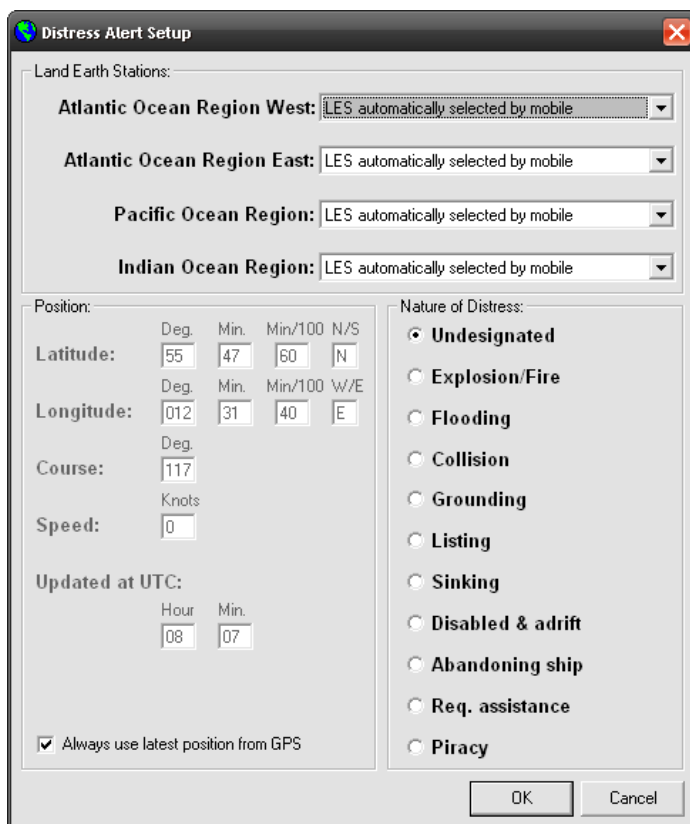 Distress Alert Setup
Land Earth Stations:
Atlantic Ocean Region West: LES automatically selected by mobile
Atlantic Ocean Region East: LES automatically selected by mobile
Pacific Ocean Region: LES automatically selected by mobile
Indian Ocean Region: LES automatically selected by mobile
Position:
Deg. Min. Min/100 N/S
Latitude: 55 47 60 N
Deg. Min. Min/100 W/E
Longitude: 012 31 40 E
Deg.
Course: 117
Knots
Speed: 0
Updated at UTC:
Hour Min.
08 07
Always use latest position from GPS
Nature of Distress:
Undesignated
Explosion/Fire
Flooding
Collision
Grounding
Listing
Sinking
Disabled & adrift
Abandoning ship
Req. assistance
Piracy
OK Cancel